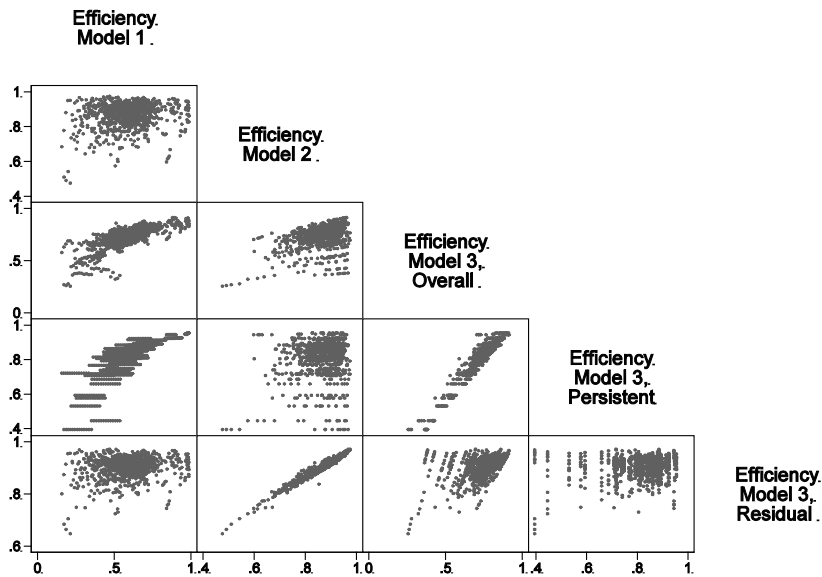 Efficiency.
Model 1 .
1.
.8
.6
.4
Efficiency.
Model 2 .
1
.5
0
Efficiency.
Model 3,.
Overall .
1.
.8
.6
.4
Efficiency.
Model 3,.
Persistent.
1
.8
.6
Efficiency.
Model 3,.
Residual .
0. .5 1. .4. .6 .8 1. 0. .5 1. .4 .6 .8 1.